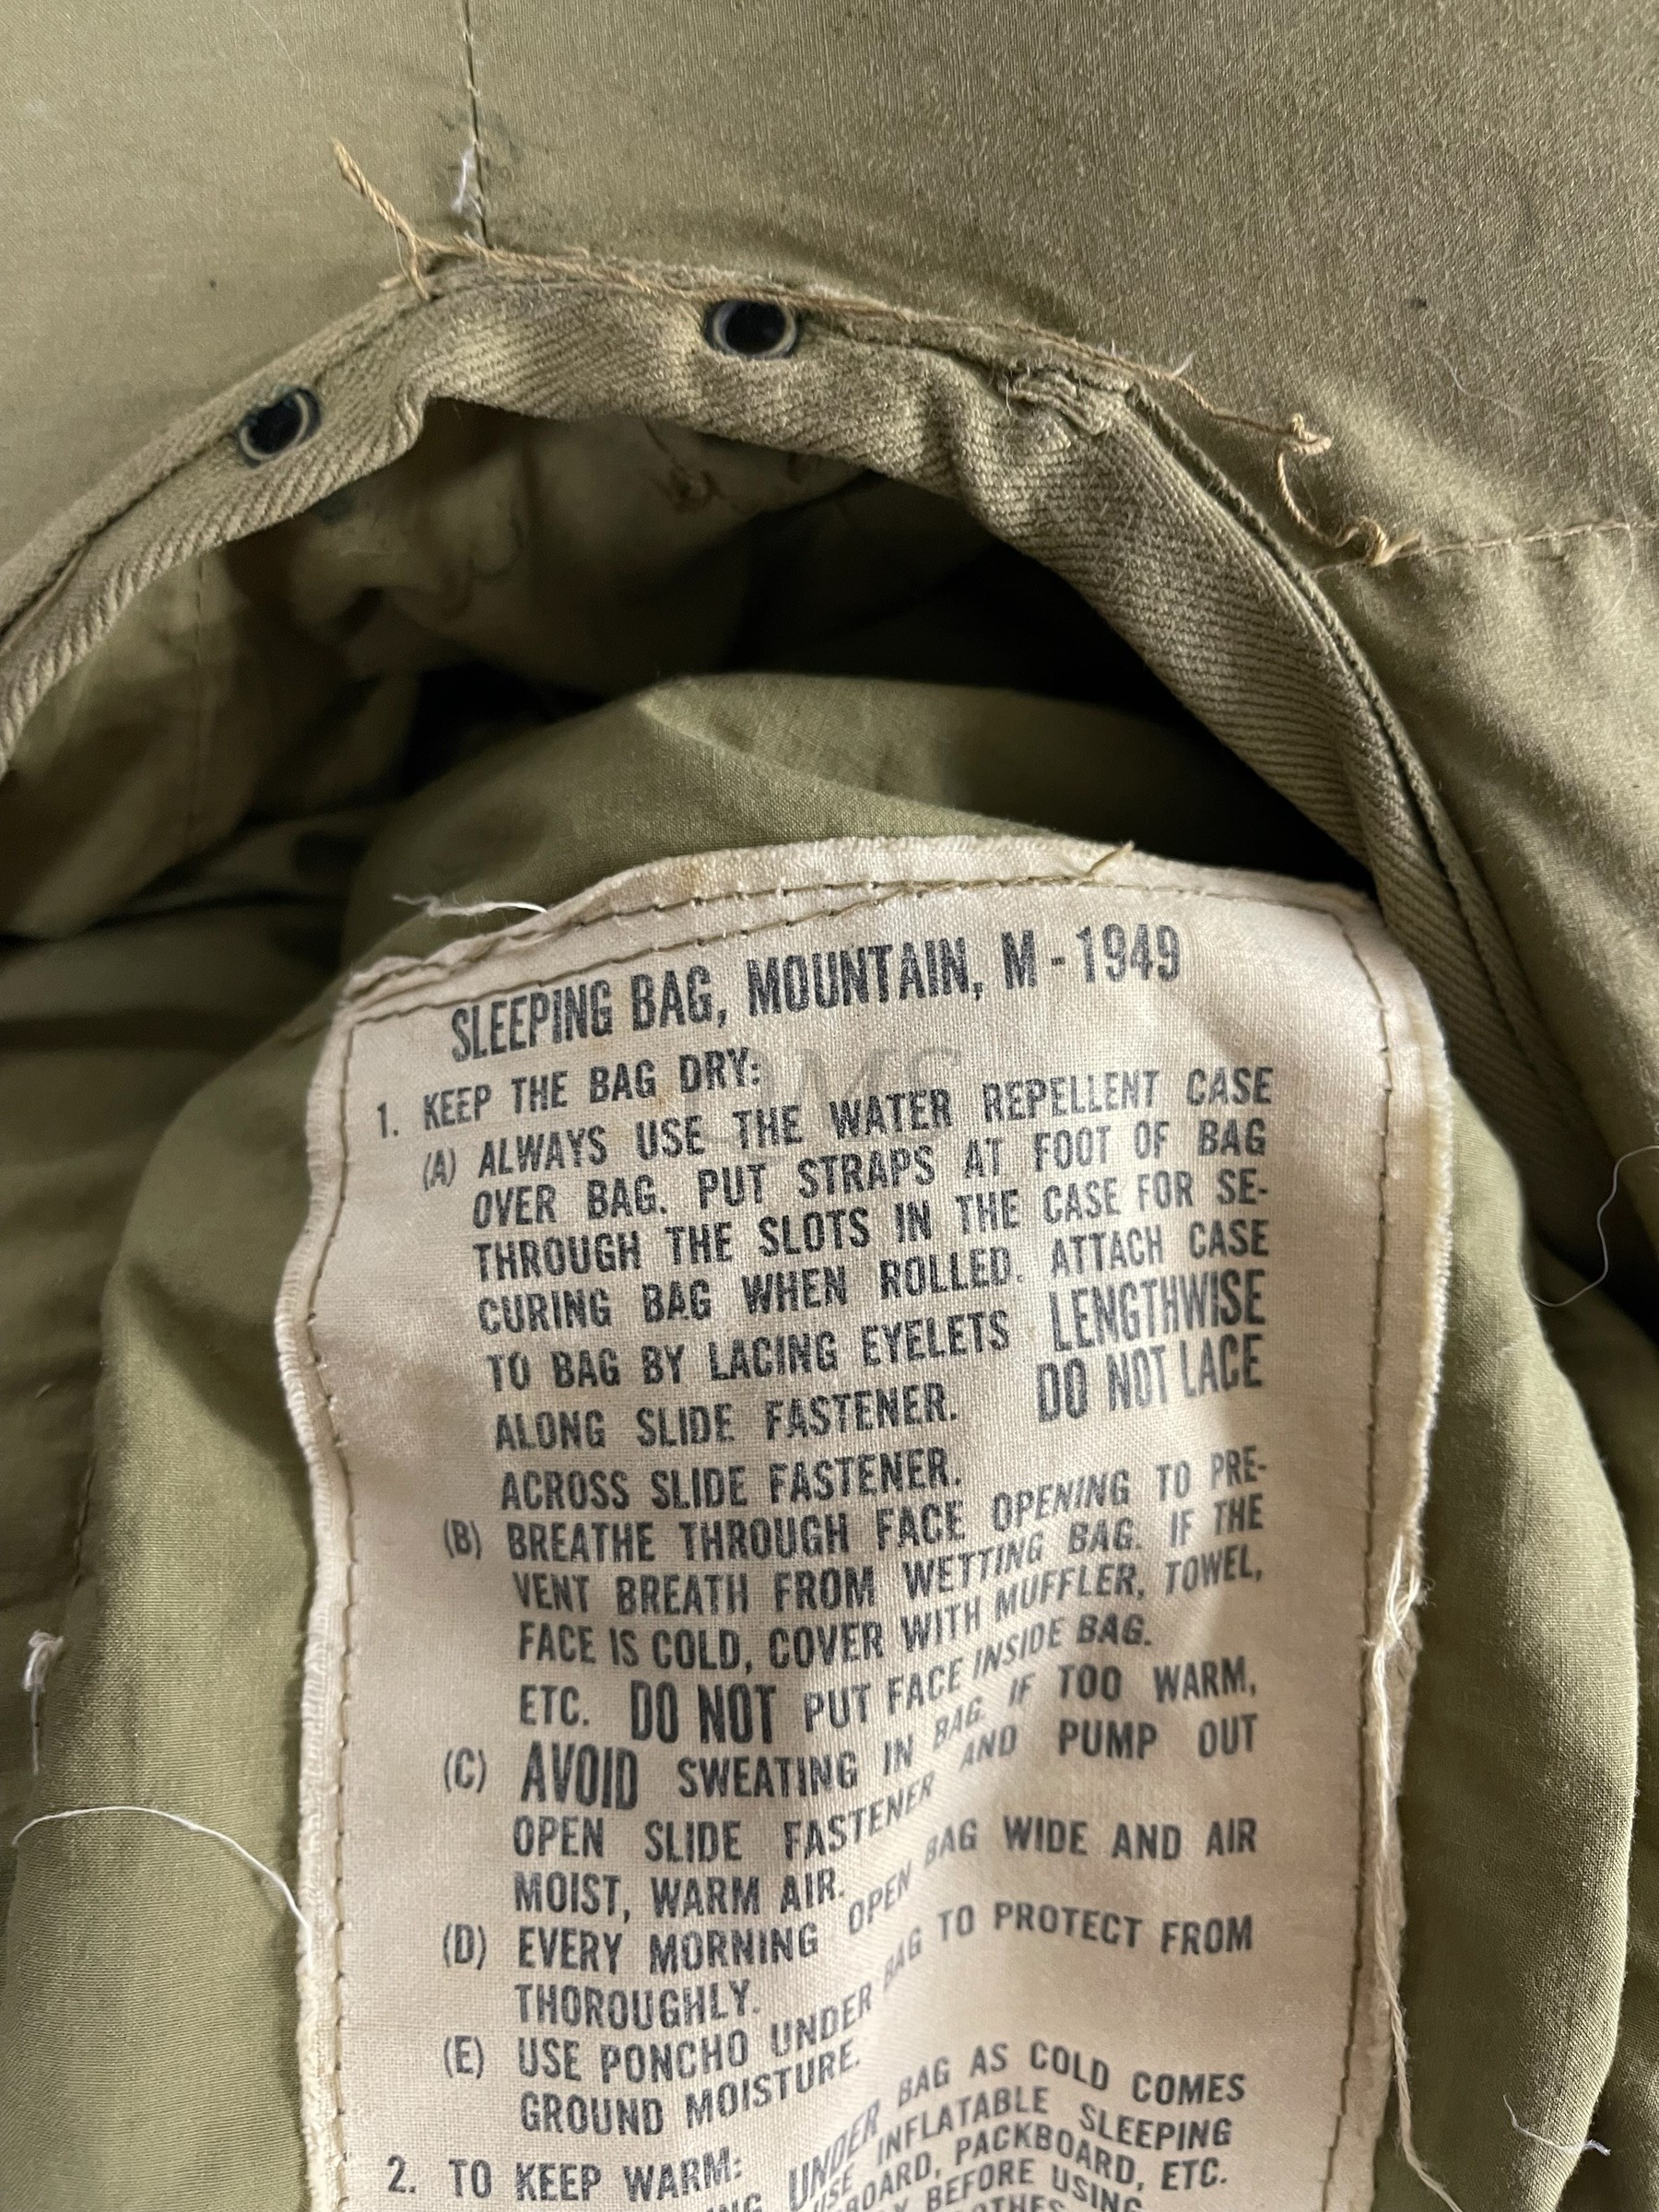 SLEEPING BAG, MOUNTAIN, M-1949
QMC
1. KEEP THE BAG DRY:
(A) ALWAYS USE THE WATER REPELLENT CASE
OVER BAG. PUT STRAPS AT FOOT OF BAG
THROUGH THE SLOTS IN THE CASE FOR SE-
CURING BAG WHEN ROLLED. ATTACH CASE
TO BAG BY LACING EYELETS LENGTHWISE
ALONG SLIDE FASTENER. DO NOT LACE
ACROSS SLIDE FASTENER.
(B) BREATHE THROUGH FACE OPENING TO PRE-
VENT BREATH FROM WETTING BAG. IF THE
FACE IS COLD, COVER WITH MUFFLER, TOWEL,
ETC. DO NOT PUT FACE INSIDE BAG.
(C) AVOID SWEATING IN BAG. IF TOO WARM,
OPEN SLIDE FASTENER AND PUMP OUT
MOIST, WARM AIR.
(D) EVERY MORNING OPEN BAG WIDE AND AIR
THOROUGHLY.
(E) USE PONCHO UNDER BAG TO PROTECT FROM
GROUND MOISTURE.
2. TO KEEP WARM:
UNDER BAG AS COLD COMES
USE INFLATABLE SLEEPING
PACKBOARD, ETC.
BEFORE USING